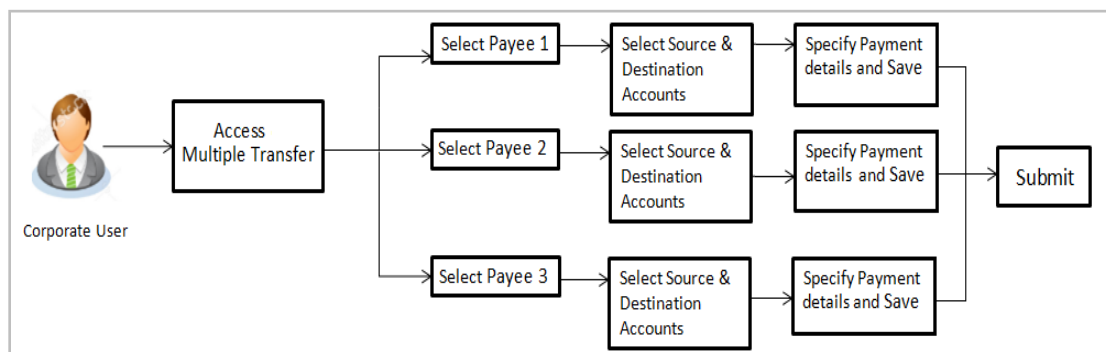 Corporate User
Access
Multiple Transfer
Select Payee 1
Select Source &
Destination
Accounts
Specify Payment
details and Save
Select Payee 2
Select Source &
Destination
Accounts
Specify Payment
details and Save
Select Payee 3
Select Source &
Destination
Accounts
Specify Payment
details and Save
Submit